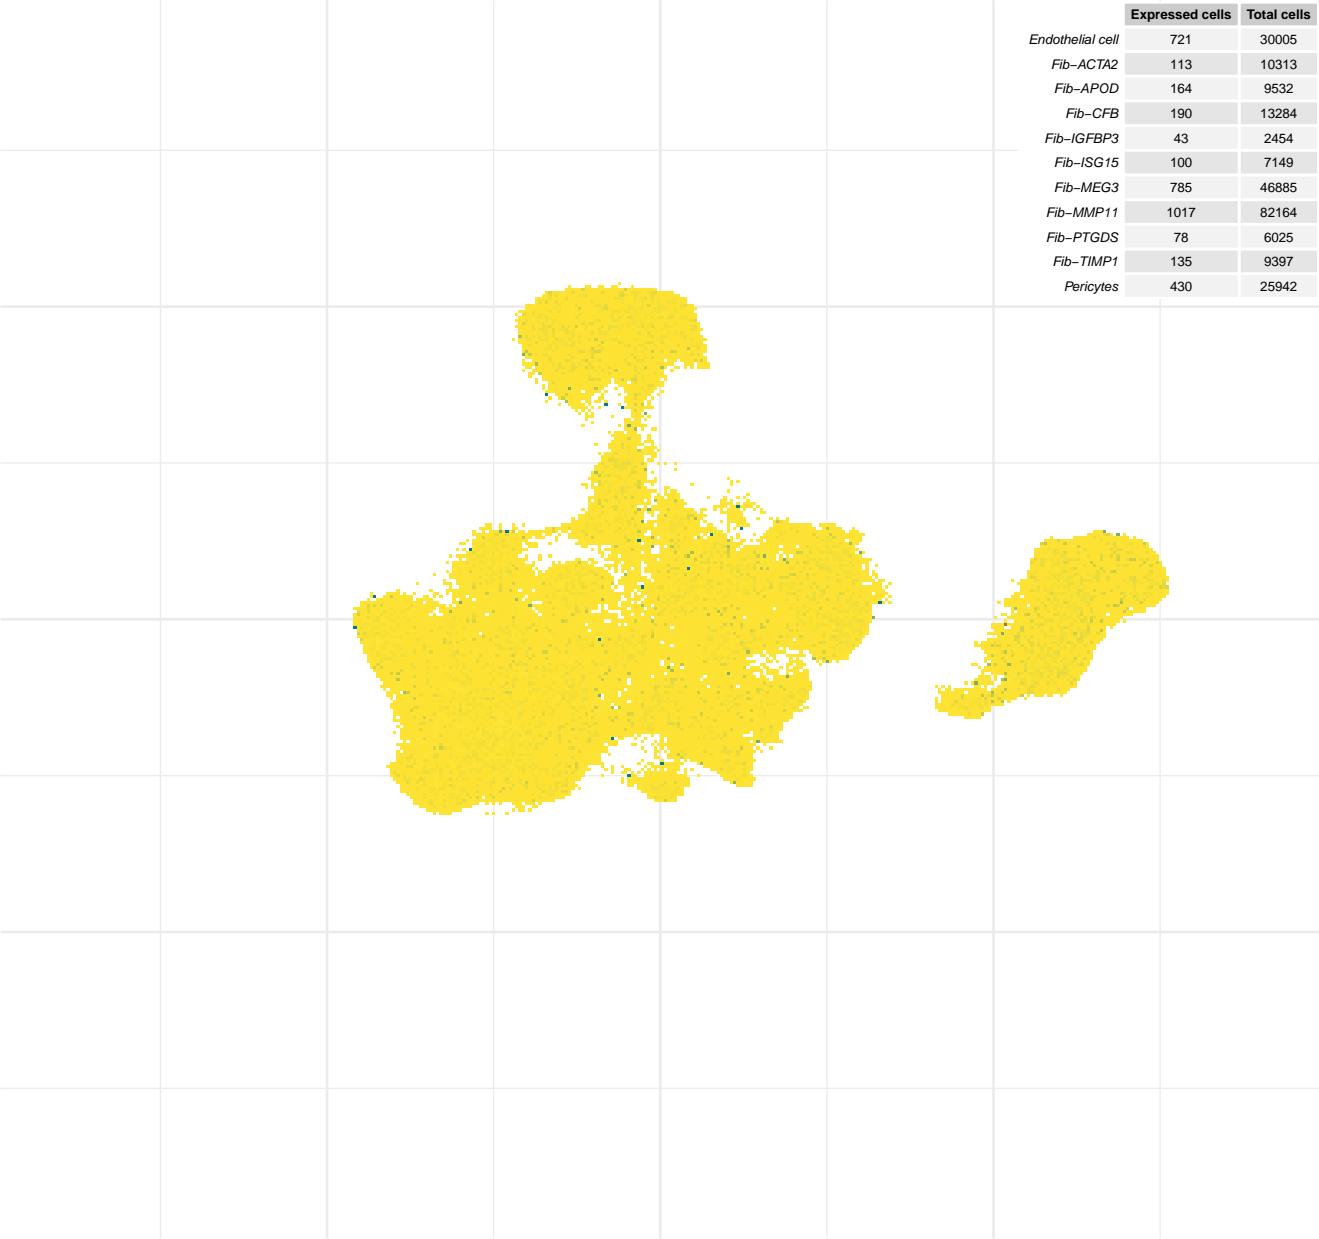 Expressed cells Total cells
Endothelial cell 721 30005
Fib−ACTA2 113 10313
Fib−APOD 164 9532
Fib−CFB 190 13284
Fib−IGFBP3 43 2454
Fib−ISG15 100 7149
Fib−MEG3 785 46885
Fib−MMP11 1017 82164
Fib−PTGDS 78 6025
Fib−TIMP1 135 9397
Pericytes 430 25942